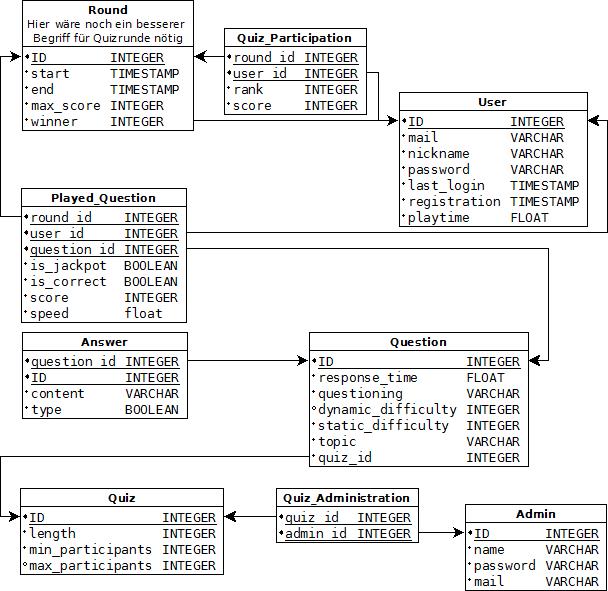 Round
Hier wäre noch ein besserer
Begriff für Quizrunde nötig
ID INTEGER
start TIMESTAMP
end TIMESTAMP
max_score INTEGER
winner INTEGER
Quiz_Participation
round_id INTEGER
user_id INTEGER
rank INTEGER
score INTEGER
User
ID INTEGER
mail VARCHAR
nickname VARCHAR
password VARCHAR
last_login TIMESTAMP
registration TIMESTAMP
playtime FLOAT
Played_Question
round_id INTEGER
user_id INTEGER
question_id INTEGER
is_jackpot BOOLEAN
is_correct BOOLEAN
score INTEGER
speed float
Answer
question_id INTEGER
ID INTEGER
content VARCHAR
type BOOLEAN
Question
ID INTEGER
response_time FLOAT
questioning VARCHAR
dynamic_difficulty INTEGER
static_difficulty INTEGER
topic VARCHAR
quiz_id INTEGER
Quiz
ID INTEGER
length INTEGER
min_participants INTEGER
max_participants INTEGER
Quiz_Administration
quiz_id INTEGER
admin_id INTEGER
Admin
ID INTEGER
name VARCHAR
password VARCHAR
mail VARCHAR